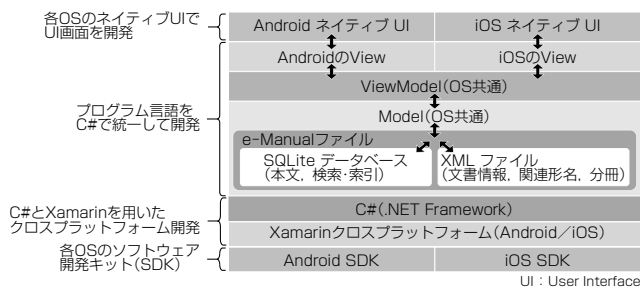 各OSのネイティブUIで
UI画面を開発
Android ネイティブ UI
iOS ネイティブ UI
AndroidのView
iOSのView
ViewModel(OS共通)
プログラム言語を
C#で統一して開発
Model(OS共通)
e-Manualファイル
SQLite データベース
(本文, 検索・索引)
XML ファイル
(文書情報, 関連形名, 分冊)
C#とXamarinを用いた
クロスプラットフォーム開発
C#(.NET Framework)
Xamarinクロスプラットフォーム(Android/iOS)
各OSのソフトウェア
開発キット(SDK)
Android SDK
iOS SDK
UI:User Interface